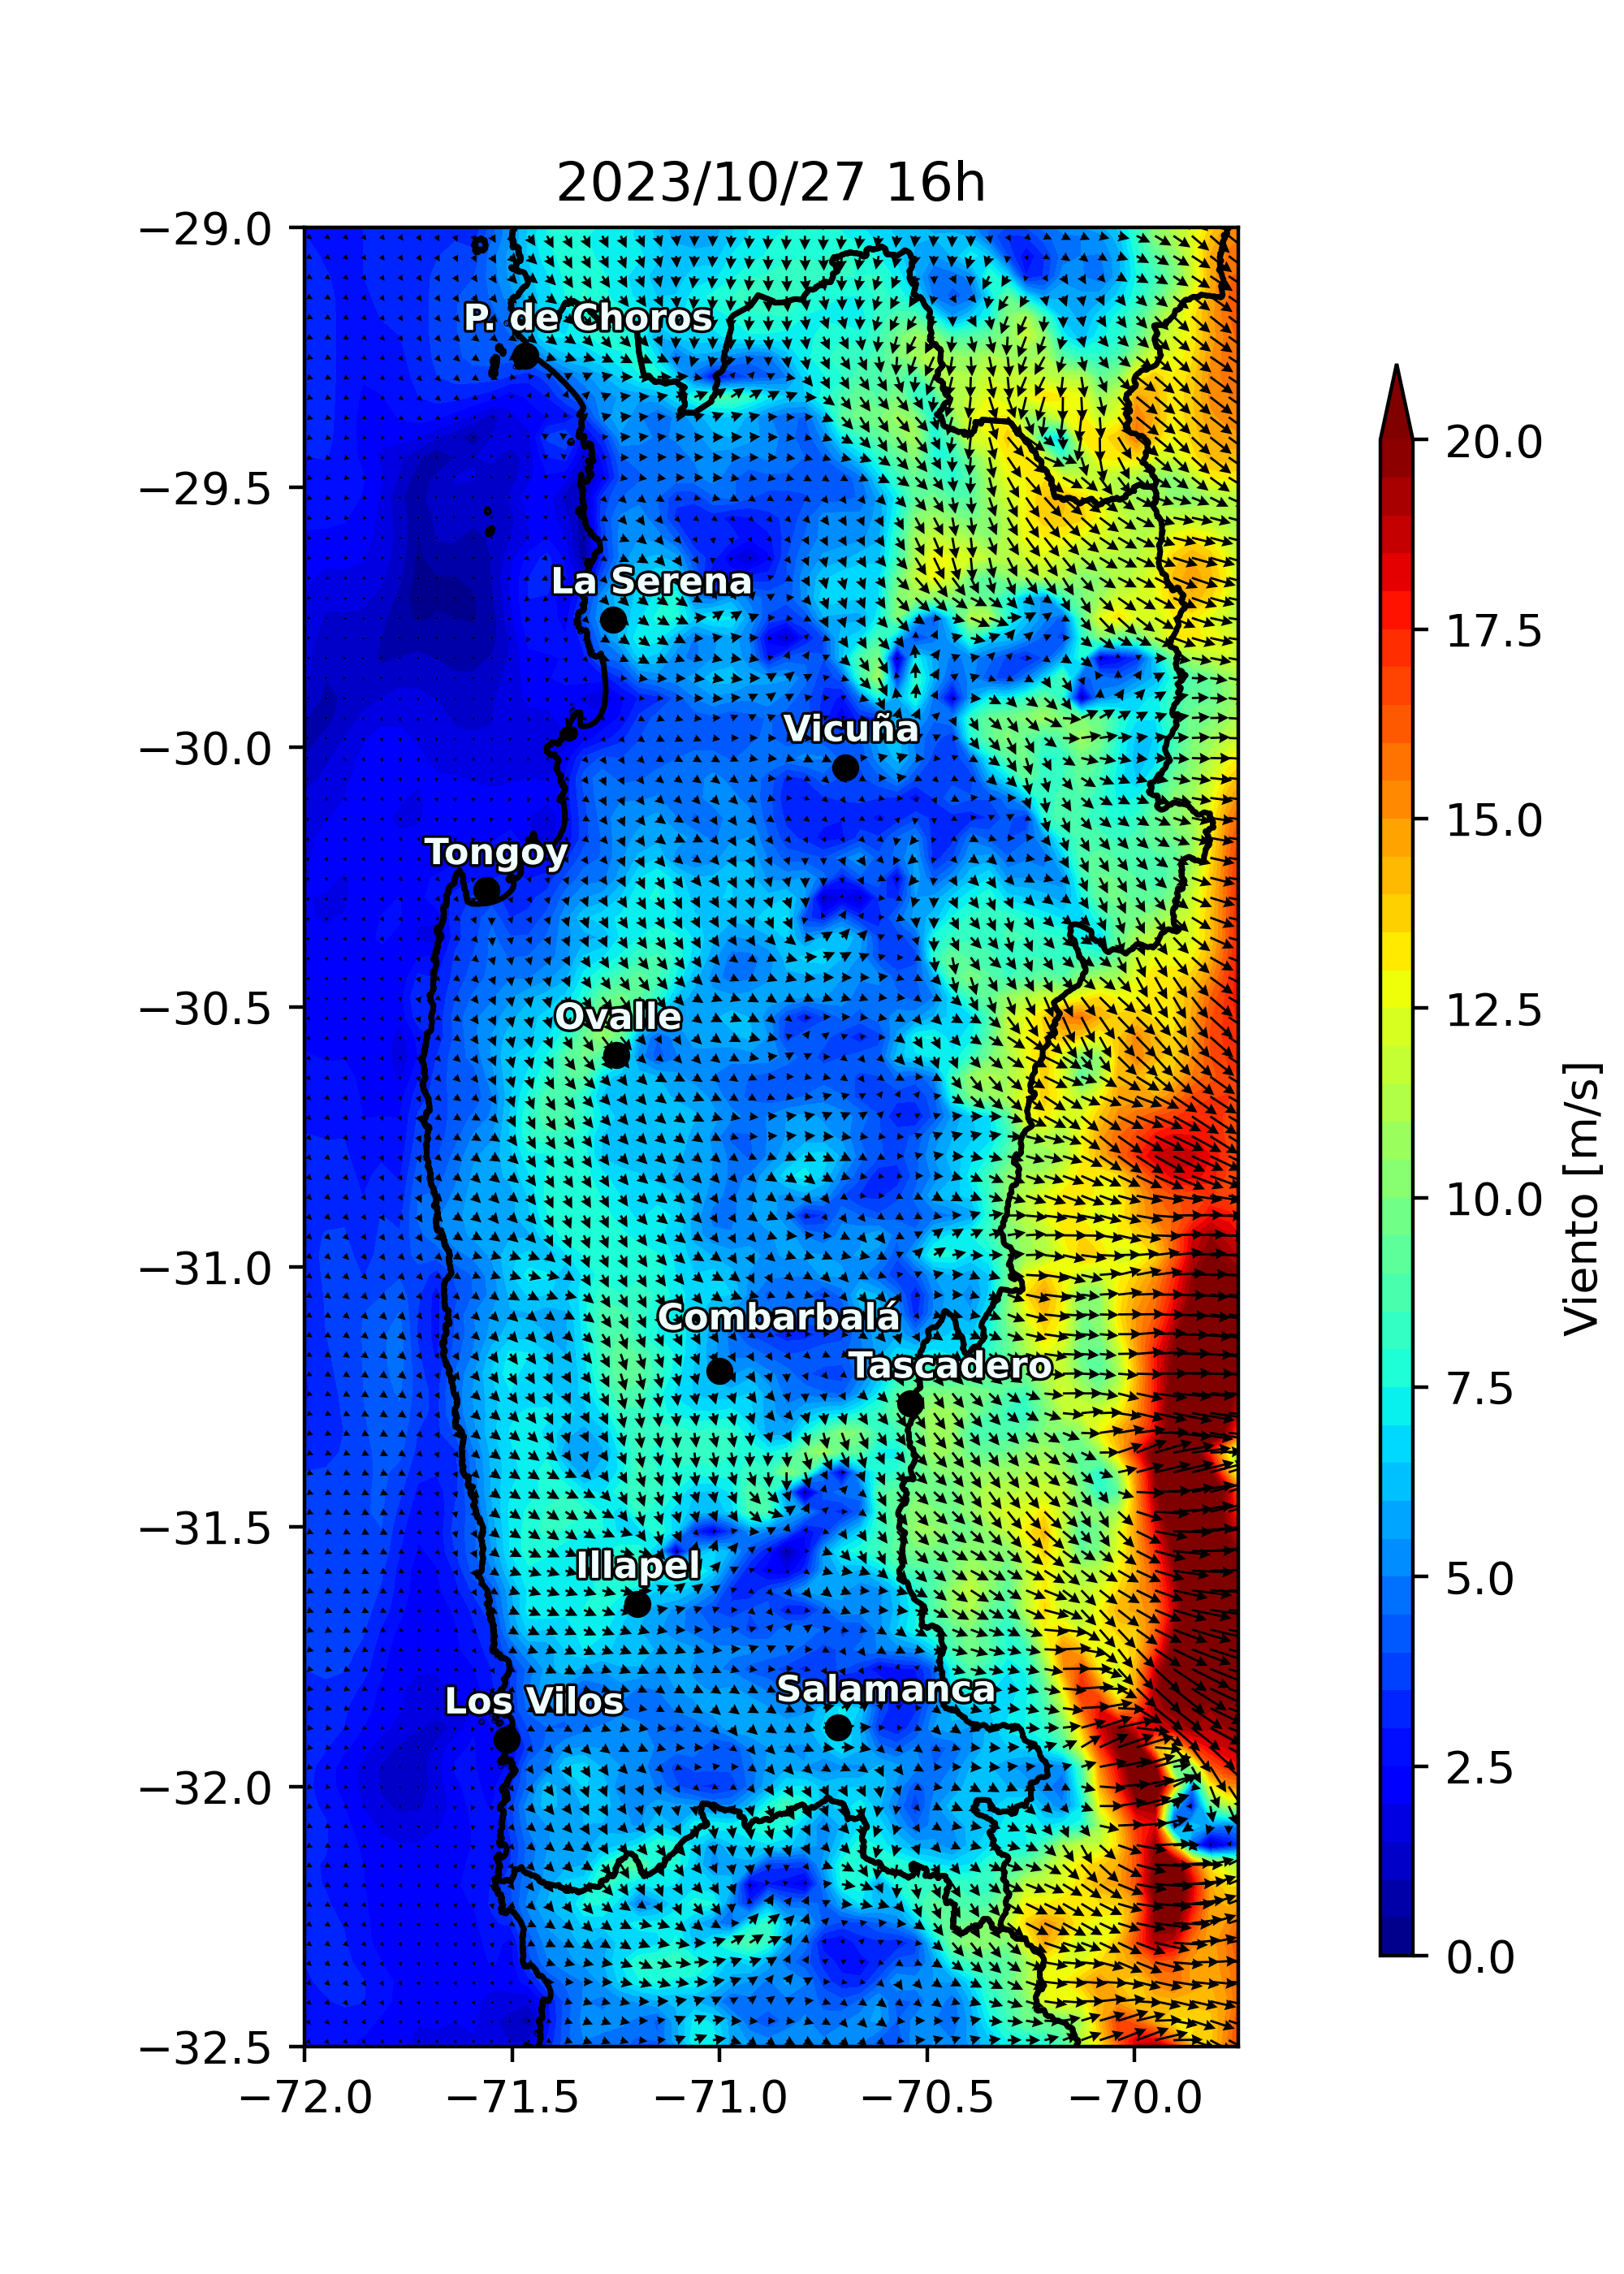 2023/10/27 16h
−29.0
−29.5
−30.0
−30.5
−31.0
−31.5
−32.0
−32.5
−72.0
−71.5
−71.0
−70.5
−70.0
P. de Choros
La Serena
Vicuña
Tongoy
Ovalle
Combarbalá
Tascadero
Illapel
Salamanca
Los Vilos
20.0
17.5
15.0
12.5
10.0
7.5
5.0
2.5
0.0
Viento [m/s]